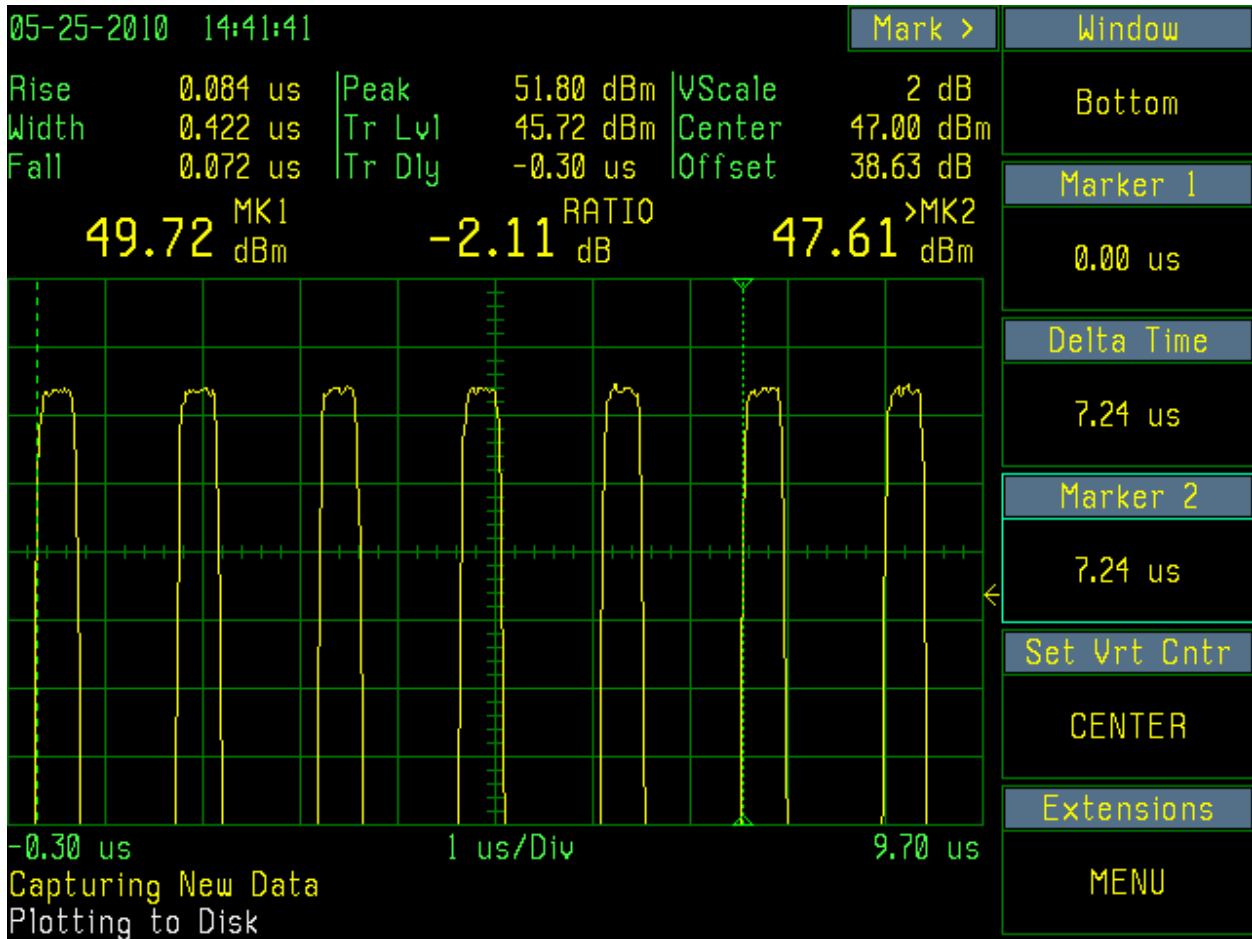 05-25-2010 14:41:41
Mark >
Rise 0.084 us
Peak 51.80 dBm
VScale 2 dB
Width 0.422 us
Tr Lvl 45.72 dBm
Center 47.00 dBm
Fall 0.072 us
Tr Dly -0.30 us
Offset 38.63 dB
49.72 MK1 dBm
-2.11 RATIO dB
47.61 >MK2 dBm
-0.30 us
1 us/Div
9.70 us
Capturing New Data
Plotting to Disk
Window
Bottom
Marker 1
0.00 us
Delta Time
7.24 us
Marker 2
7.24 us
Set Vrt Cntr
CENTER
Extensions
MENU